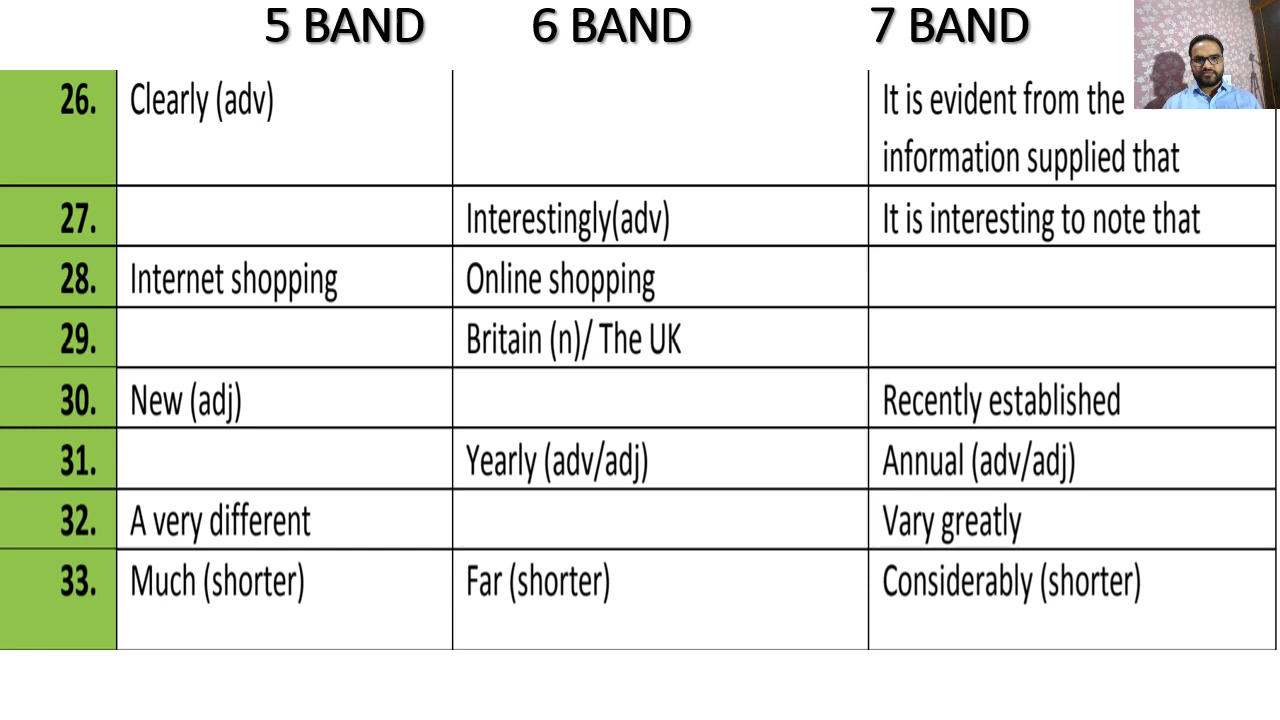 5 BAND 6 BAND 7 BAND
26. Clearly (adv) It is evident from the
information supplied that
27. Interestingly(adv) It is interesting to note that
28. Internet shopping Online shopping
29. Britain (n)/ The UK
30. New (adj) Recently established
31. Yearly (adv/adj) Annual (adv/adj)
32. A very different Vary greatly
33. Much (shorter) Far (shorter) Considerably (shorter)